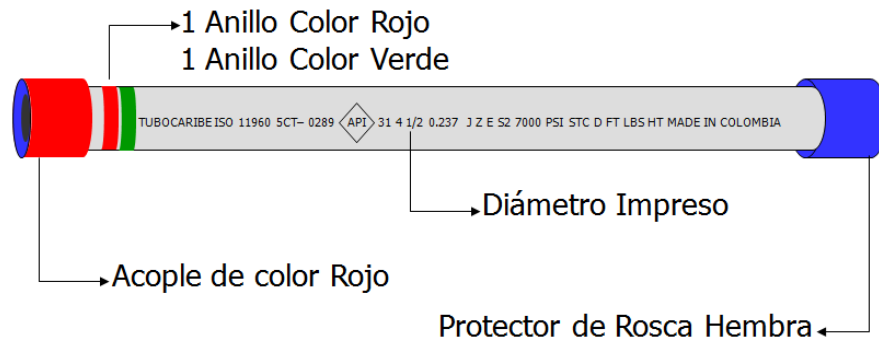 1 Anillo Color Rojo
1 Anillo Color Verde
TUBOCARIBE ISO 11960 5CT- 0289 API 31 4 1/2 0.237 J Z E S2 7000 PSI STC D FT LBS HT MADE IN COLOMBIA
Diámetro Impreso
Acople de color Rojo
Protector de Rosca Hembra